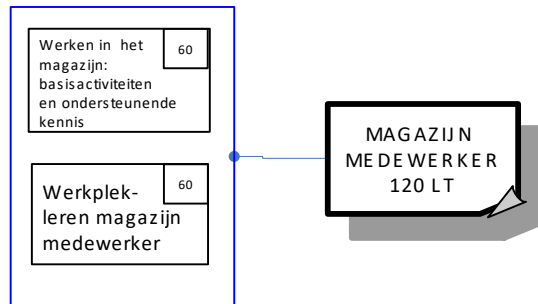 Werken in het
magazijn:
basisactiviteiten
en ondersteunende
kennis
60
Werkplek-
leren magazijn
medewerker
60
MAGAZIJN
MEDEWERKER
120 LT